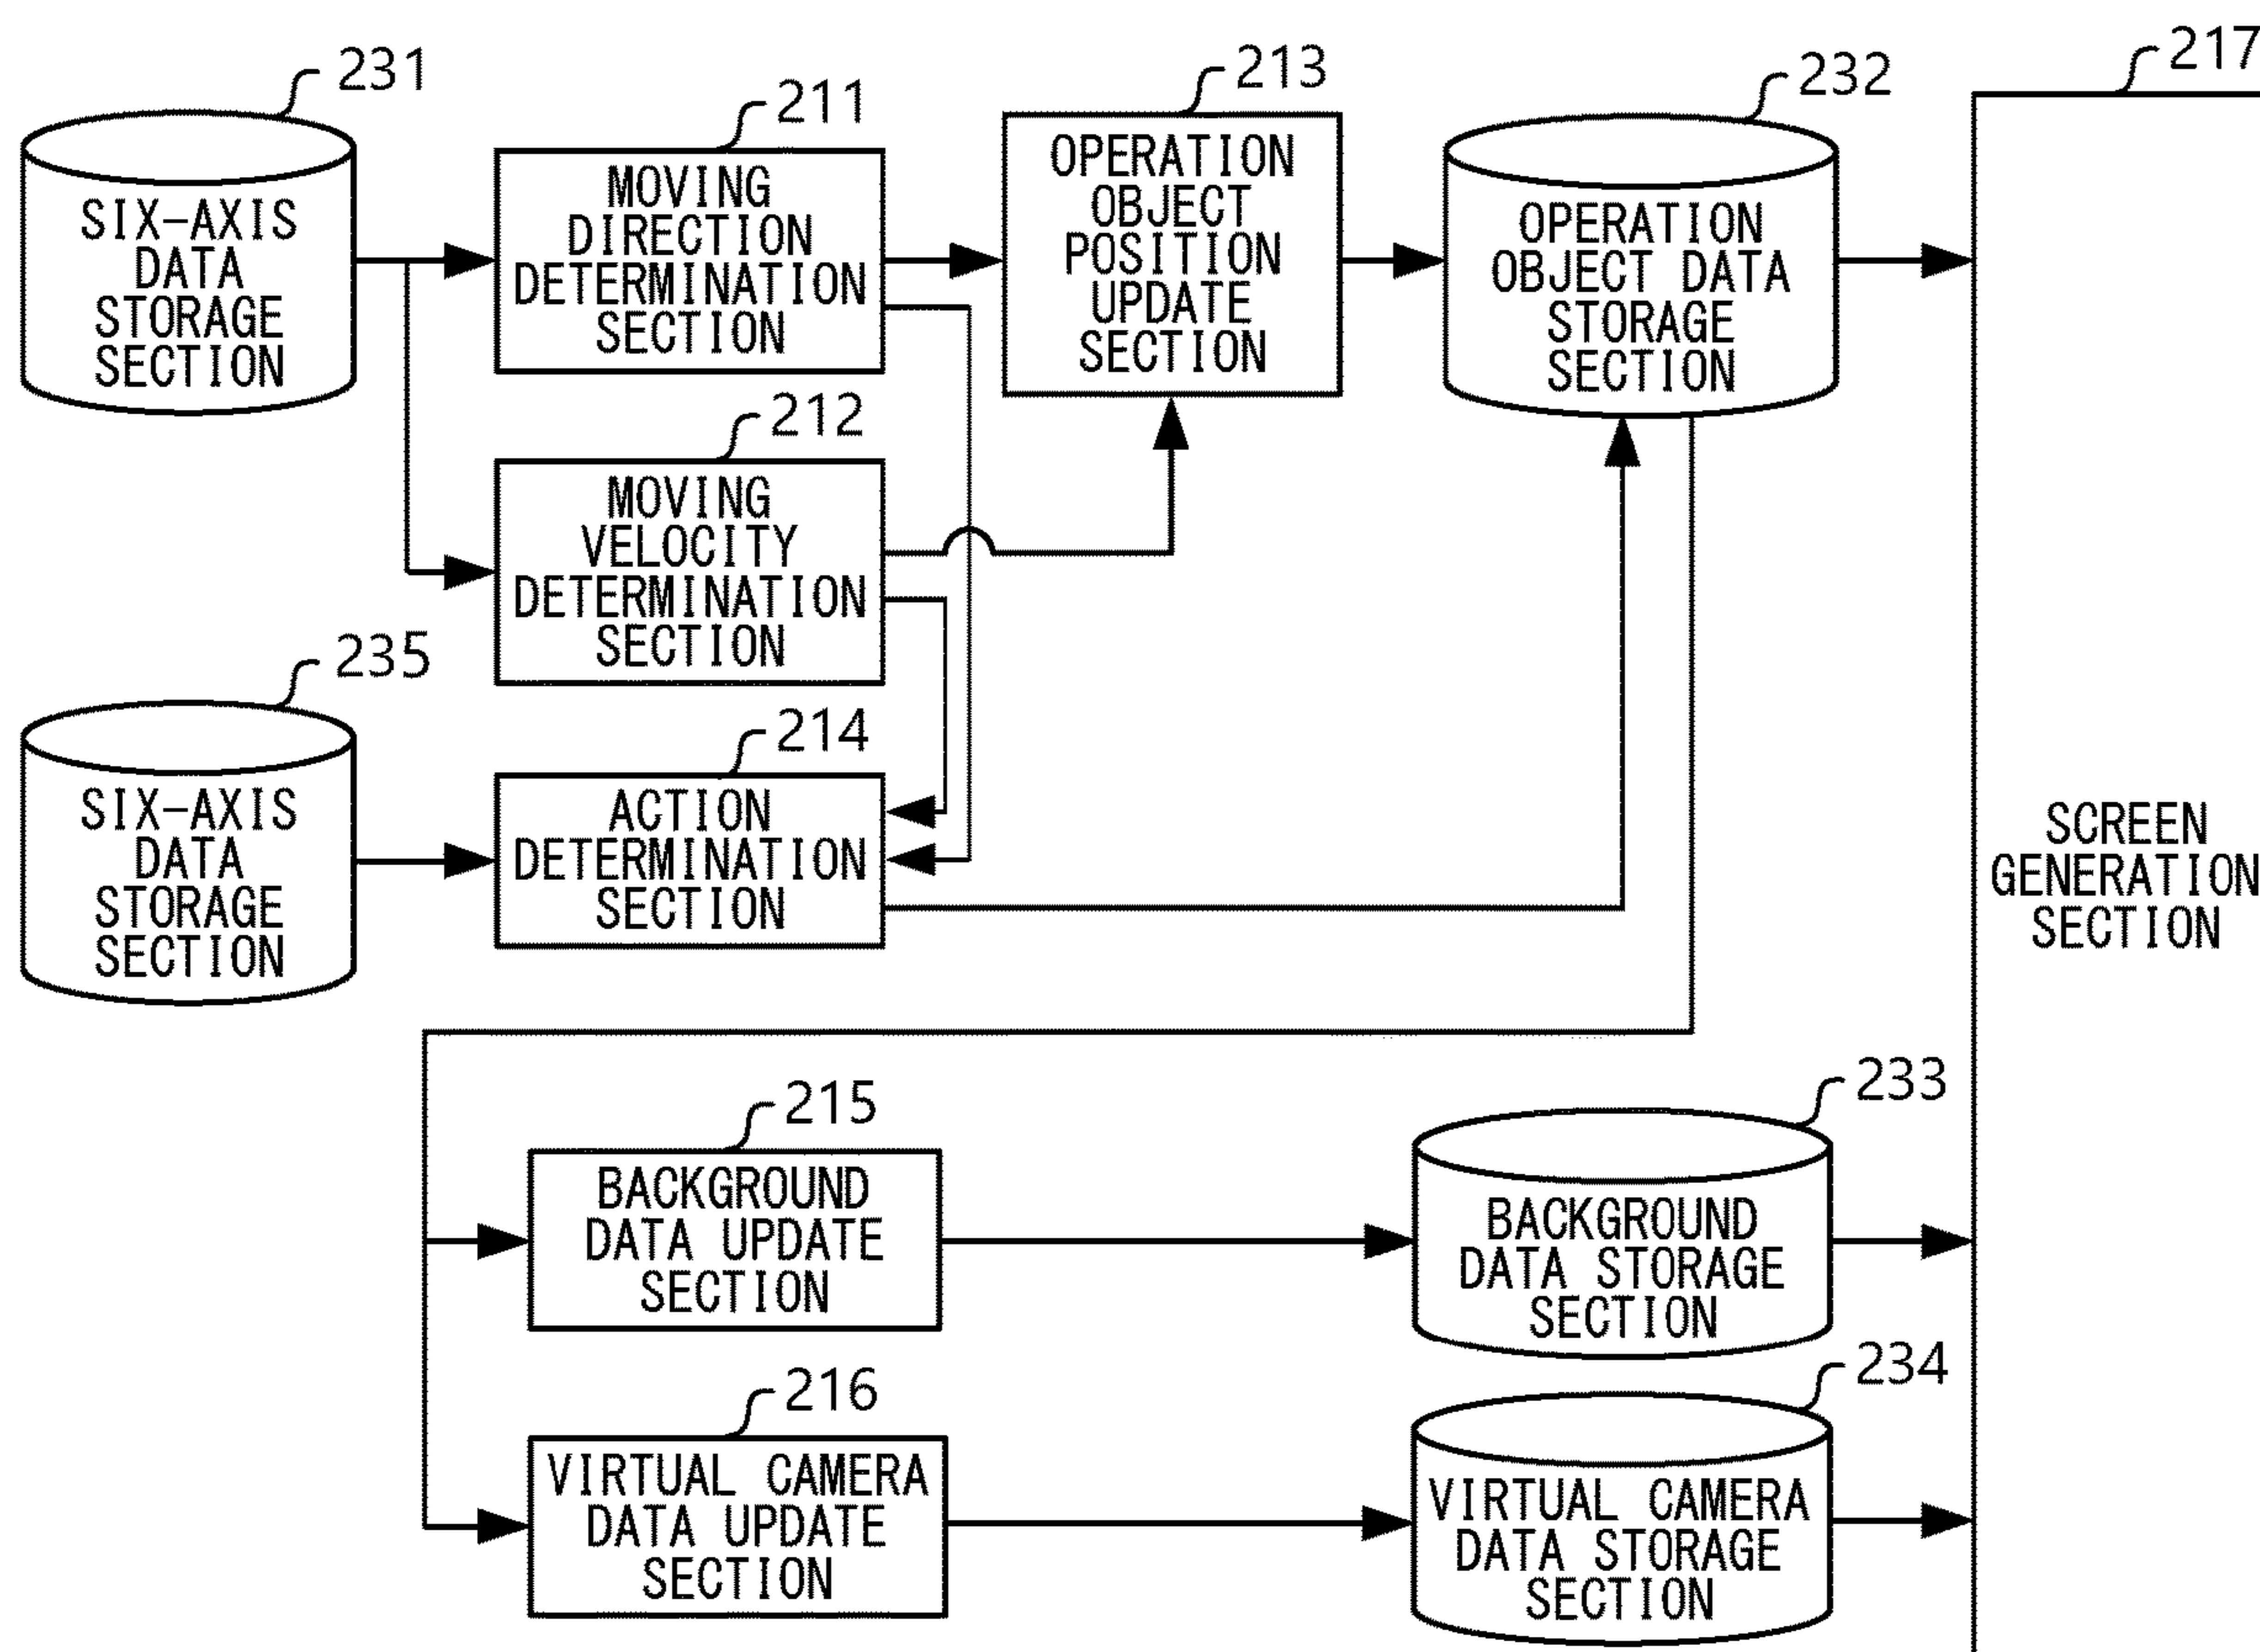 231
SIX-AXIS
DATA
STORAGE
SECTION
211
MOVING
DIRECTION
DETERMINATION
SECTION
213
OPERATION
OBJECT
POSITION
UPDATE
SECTION
232
OPERATION
OBJECT DATA
STORAGE
SECTION
217
SCREEN
GENERATION
SECTION
212
MOVING
VELOCITY
DETERMINATION
SECTION
235
SIX-AXIS
DATA
STORAGE
SECTION
214
ACTION
DETERMINATION
SECTION
215
BACKGROUND
DATA UPDATE
SECTION
233
BACKGROUND
DATA STORAGE
SECTION
216
VIRTUAL CAMERA
DATA UPDATE
SECTION
234
VIRTUAL CAMERA
DATA STORAGE
SECTION